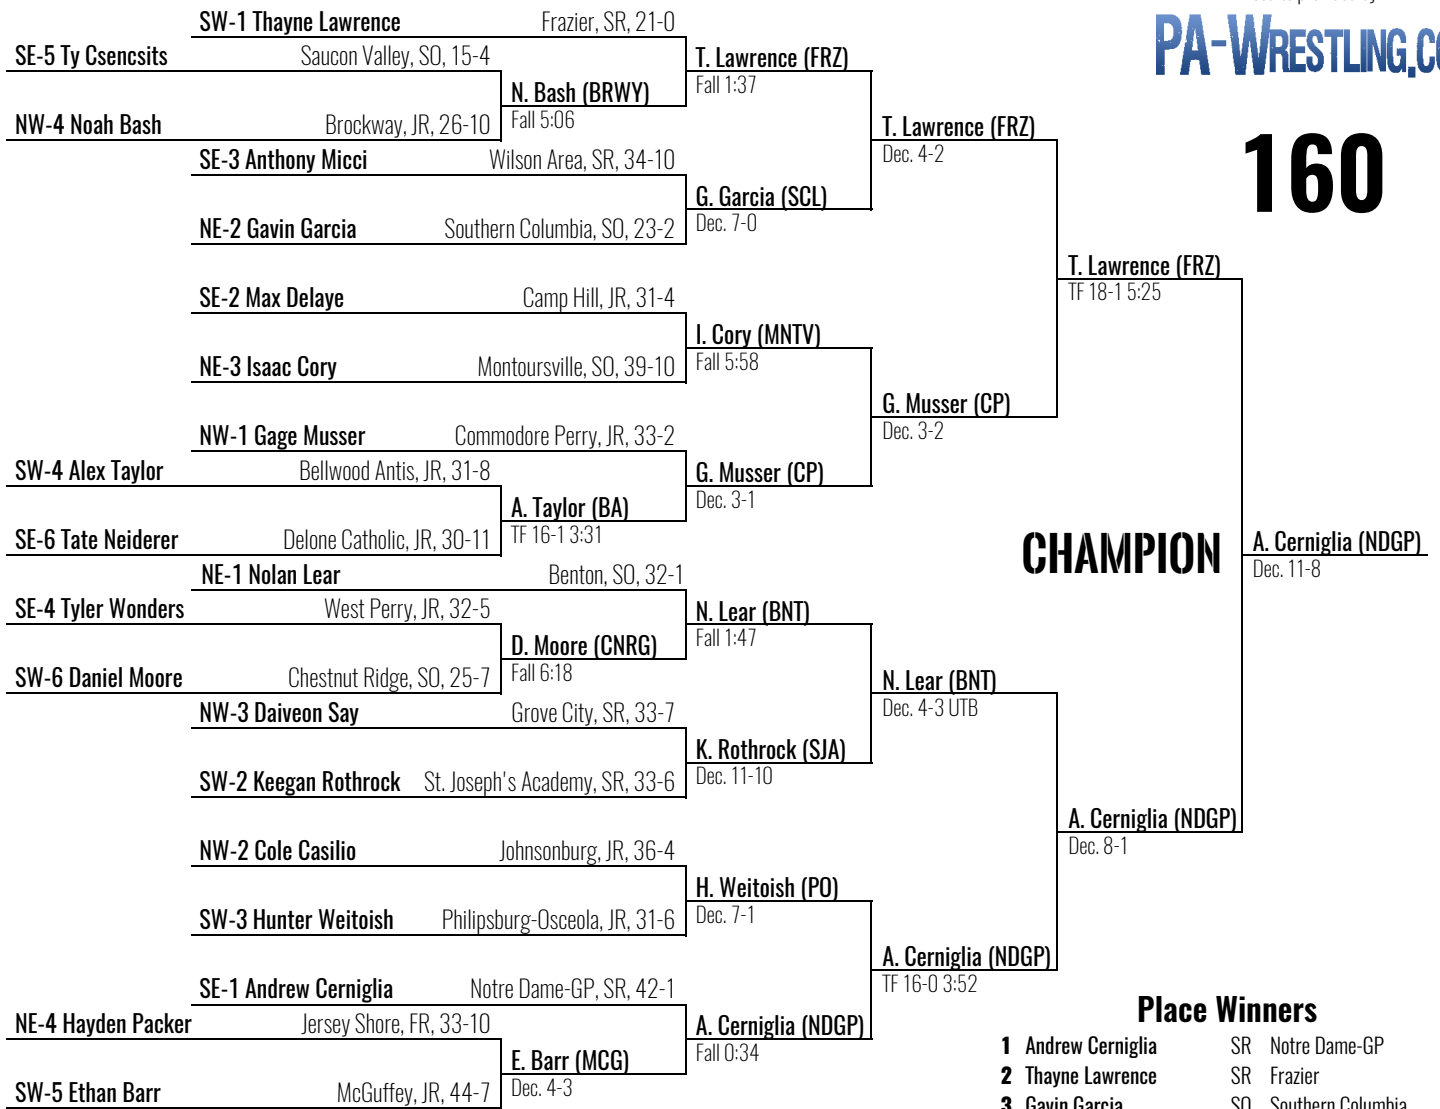 SW-1 Thayne Lawrence Frazier, SR, 21-0
SE-5 Ty Csencsits Saucon Valley, SO, 15-4
T. Lawrence (FRZ)
Fall 1:37
N. Bash (BRWY)
Fall 5:06
NW-4 Noah Bash Brockway, JR, 26-10
T. Lawrence (FRZ)
Dec. 4-2
SE-3 Anthony Micci Wilson Area, SR, 34-10
G. Garcia (SCL)
Dec. 7-0
NE-2 Gavin Garcia Southern Columbia, SO, 23-2
T. Lawrence (FRZ)
TF 18-1 5:25
SE-2 Max Delaye Camp Hill, JR, 31-4
I. Cory (MNTV)
Fall 5:58
NE-3 Isaac Cory Montoursville, SO, 39-10
G. Musser (CP)
Dec. 3-2
NW-1 Gage Musser Commodore Perry, JR, 33-2
SW-4 Alex Taylor Bellwood Antis, JR, 31-8
G. Musser (CP)
Dec. 3-1
A. Taylor (BA)
TF 16-1 3:31
SE-6 Tate Neiderer Delone Catholic, JR, 30-11
CHAMPION
A. Cerniglia (NDGP)
Dec. 11-8
NE-1 Nolan Lear Benton, SO, 32-1
SE-4 Tyler Wonders West Perry, JR, 32-5
N. Lear (BNT)
Fall 1:47
D. Moore (CNRG)
Fall 6:18
SW-6 Daniel Moore Chestnut Ridge, SO, 25-7
N. Lear (BNT)
Dec. 4-3 UTB
NW-3 Daiveon Say Grove City, SR, 33-7
K. Rothrock (SJA)
Dec. 11-10
SW-2 Keegan Rothrock St. Joseph's Academy, SR, 33-6
A. Cerniglia (NDGP)
Dec. 8-1
NW-2 Cole Casilio Johnsonburg, JR, 36-4
H. Weitoish (PO)
Dec. 7-1
SW-3 Hunter Weitoish Philipsburg-Osceola, JR, 31-6
A. Cerniglia (NDGP)
TF 16-0 3:52
SE-1 Andrew Cerniglia Notre Dame-GP, SR, 42-1
NE-4 Hayden Packer Jersey Shore, FR, 33-10
A. Cerniglia (NDGP)
Fall 0:34
E. Barr (MCG)
Dec. 4-3
SW-5 Ethan Barr McGuffey, JR, 44-7
PA-WRESTLING.CO
160
Place Winners
1 Andrew Cerniglia SR Notre Dame-GP
2 Thayne Lawrence SR Frazier
3 Gavin Garcia SO Southern Columbia